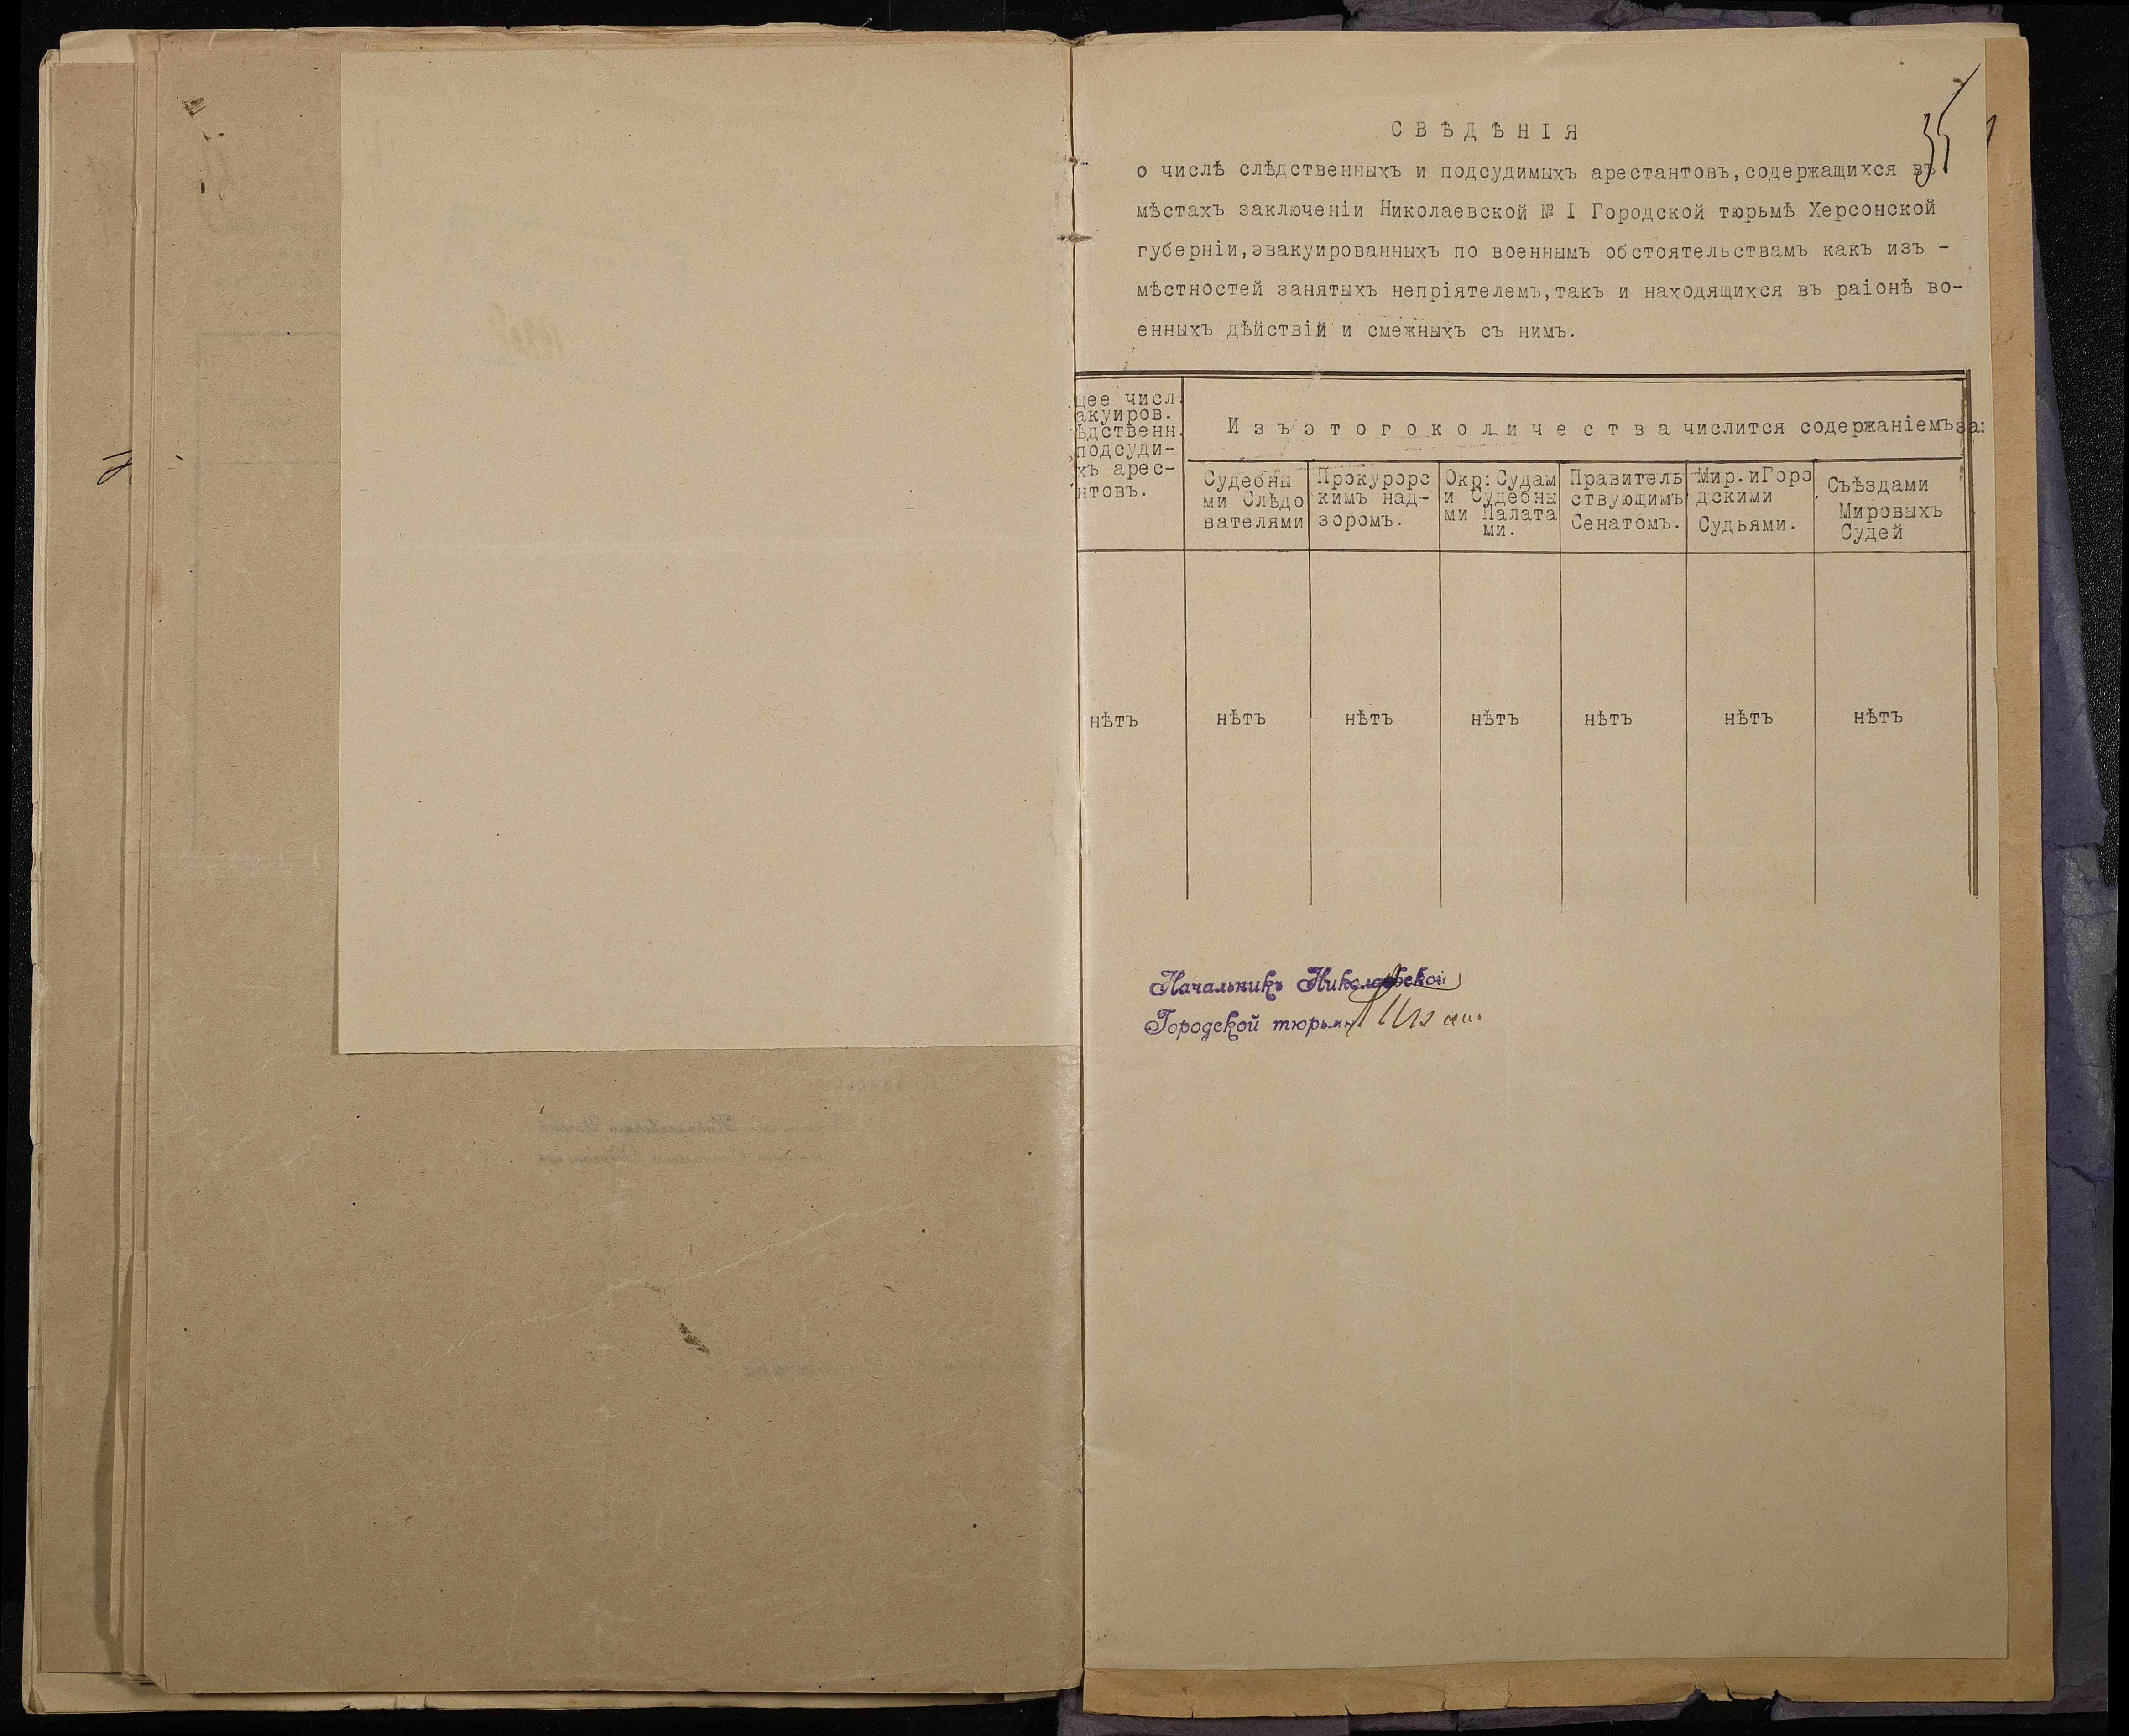 35
СВѢДѢНІЯ
о числѣ слѣдственныхъ и подсудимыхъ арестантовъ,содержащихся въ
мѣстахъ заключеніи Николаевской № I Городской тюрьмѣ Херсонской
губерніи,эвакуированныхъ по военнымъ обстоятельствамъ какъ изъ -
мѣстностей занятыхъ непріятелемъ,такъ и находящихся въ раіонѣ во-
енныхъ дѣйствій и смежныхъ съ нимъ.
щее числ.
акуиров.
ѣдственн.
подсуди-
хъ арес-
нтовъ.
Изъ этого количества числится содержаніемъ за:
Судебны
ми Слѣдо
вателями
Прокурорс
кимъ над-
зоромъ.
Окр:Судам
и Судебны
ми Палата
ми.
Правитель
ствующимъ
Сенатомъ.
Мир.иГоро
дскими
Судьями.
Съѣздами
Мировыхъ
Судей
нѣтъ нѣтъ нѣтъ нѣтъ нѣтъ нѣтъ нѣтъ
Начальникъ Николаевской
Городской тюрьмы